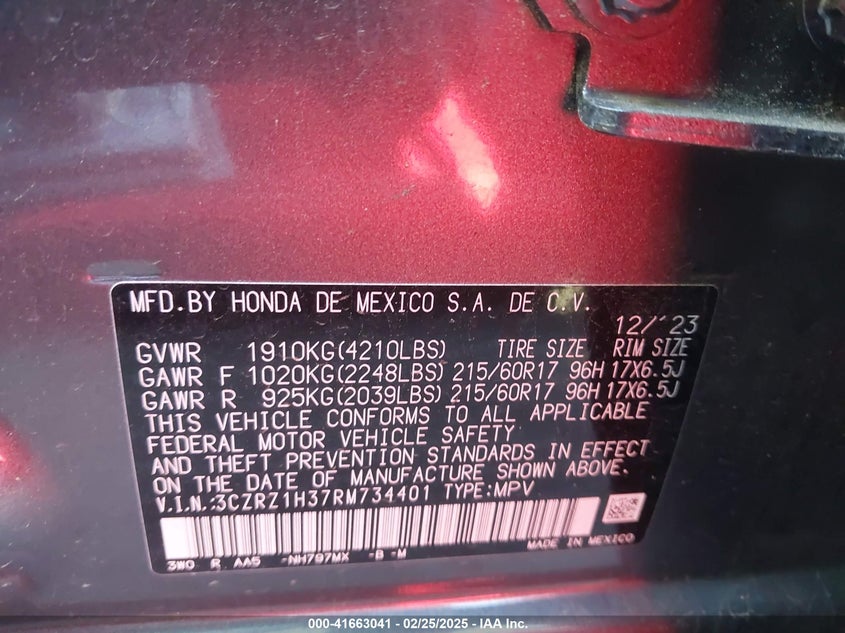 MFD.BY HONDA DE MEXICO S.A. DE C.V.
12/'23
GVWR 1910KG(4210LBS) TIRE SIZE RIM SIZE
GAWR F 1020KG(2248LBS) 215/60R17 96H 17X6.5J
GAWR R 925KG(2039LBS) 215/60R17 96H 17X6.5J
THIS VEHICLE CONFORMS TO ALL APPLICABLE
FEDERAL MOTOR VEHICLE SAFETY
AND THEFT PREVENTION STANDARDS IN EFFECT
ON THE DATE OF MANUFACTURE SHOWN ABOVE.
V.I.N.:3CZRZ1H37RM734401 TYPE:MPV
3WO R AA5 -NH797MX -B -M MADE IN MEXICO
000-41663041 / 02/25/2025 - IAA Inc.